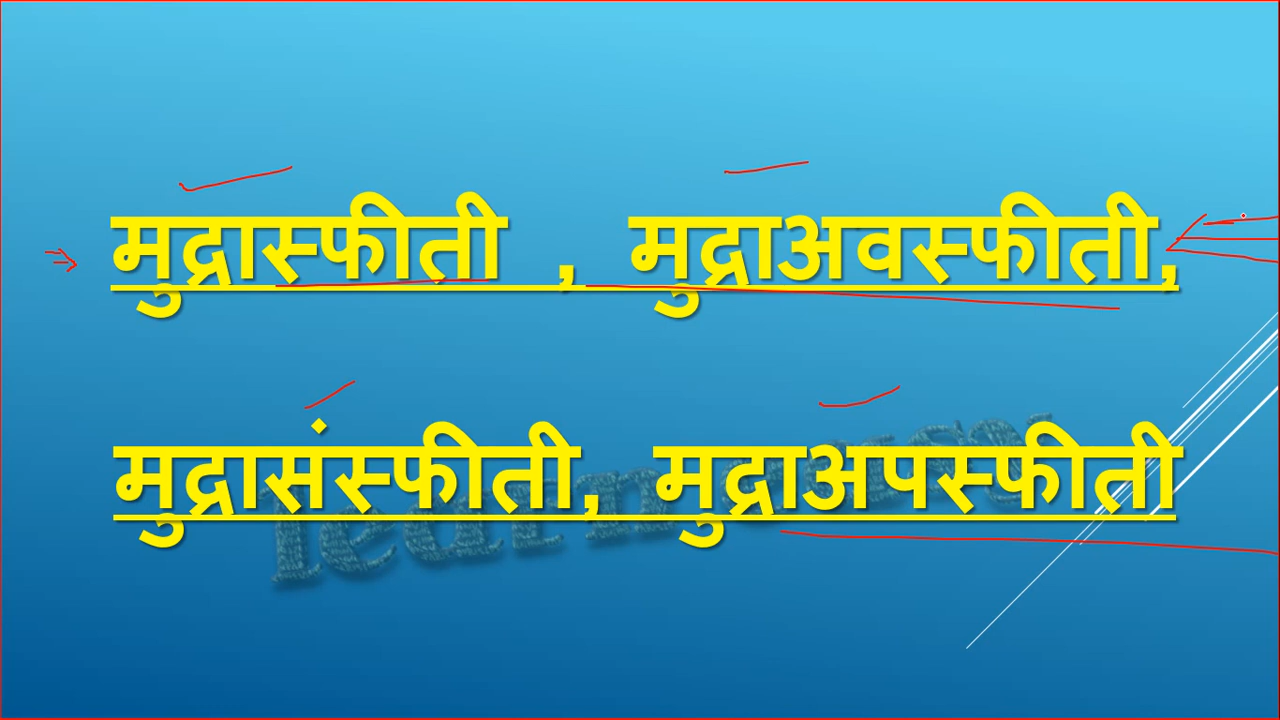 मुद्रास्फीती , मुद्राअवस्फीती,
मुद्रासंस्फीती, मुद्राअपस्फीती